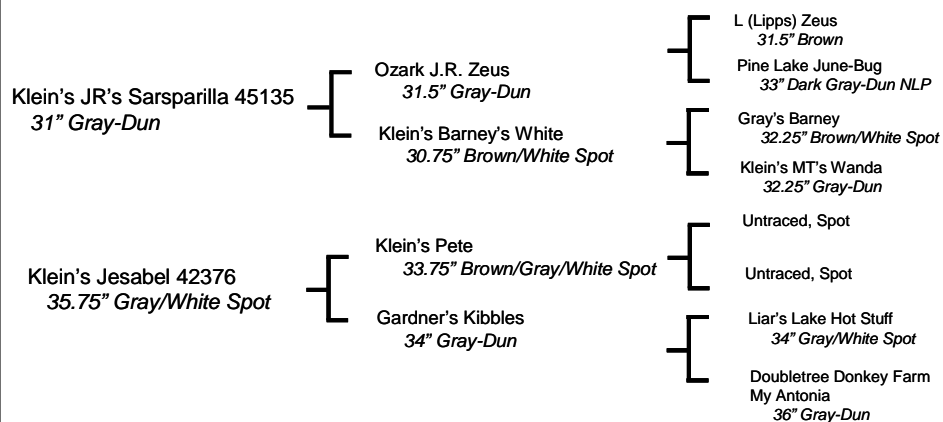 L (Lipps) Zeus
31.5” Brown
Ozark J.R. Zeus
31.5” Gray-Dun
Pine Lake June-Bug
33” Dark Gray-Dun NLP
Klein’s JR’s Sarsparilla 45135
31” Gray-Dun
Gray’s Barney
32.25” Brown/White Spot
Klein’s Barney’s White
30.75” Brown/White Spot
Klein’s MT’s Wanda
32.25” Gray-Dun
Untraced, Spot
Klein’s Pete
33.75” Brown/Gray/White Spot
Untraced, Spot
Klein’s Jesabel 42376
35.75” Gray/White Spot
Liar’s Lake Hot Stuff
34” Gray/White Spot
Gardner’s Kibbles
34” Gray-Dun
Doubletree Donkey Farm
My Antonia
36” Gray-Dun